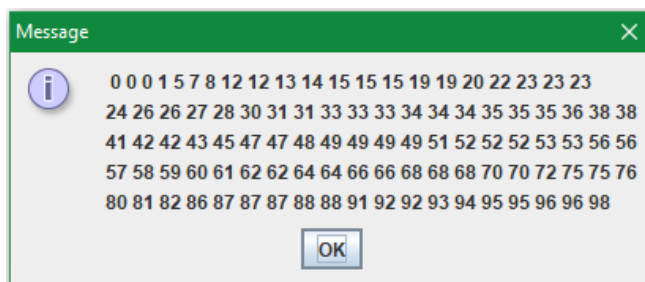 Message
0 0 0 1 5 7 8 12 12 13 14 15 15 15 19 19 20 22 23 23 23
24 26 26 27 28 30 31 31 33 33 33 34 34 34 35 35 35 36 38 38
41 42 42 43 45 47 47 48 49 49 49 49 51 52 52 52 53 53 56 56
57 58 59 60 61 62 62 64 64 66 66 68 68 68 70 70 72 75 75 76
80 81 82 86 87 87 87 88 88 91 92 92 93 94 95 95 96 96 98
OK